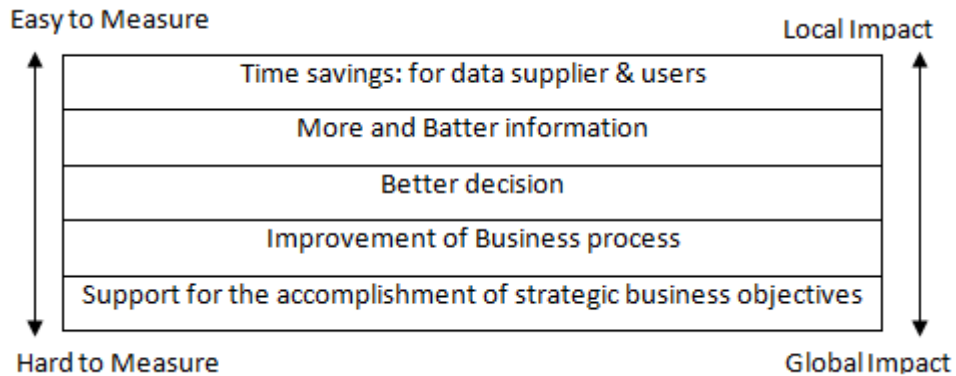 Easy to Measure
Local Impact
Time savings: for data supplier & users
More and Batter information
Better decision
Improvement of Business process
Support for the accomplishment of strategic business objectives
Hard to Measure
Global Impact